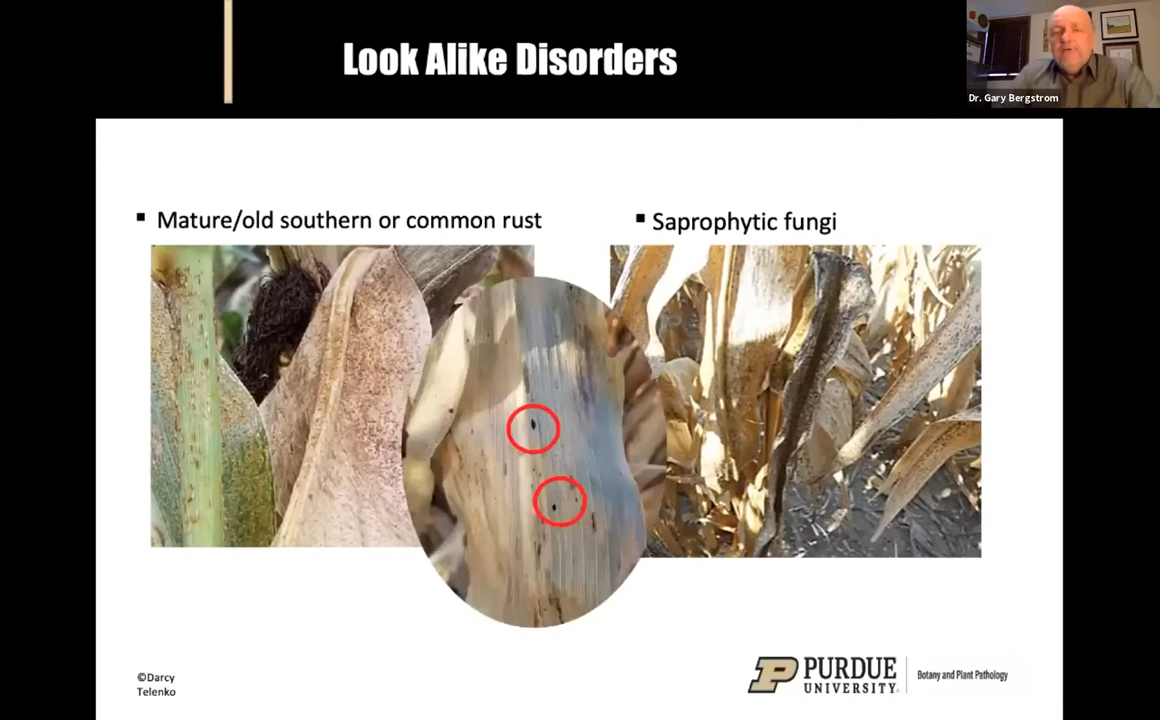 Look Alike Disorders
Dr. Gary Bergstrom
▪ Mature/old southern or common rust
▪ Saprophytic fungi
©Darcy
Telenko
PURDUE
UNIVERSITY®
Botany and Plant Pathology